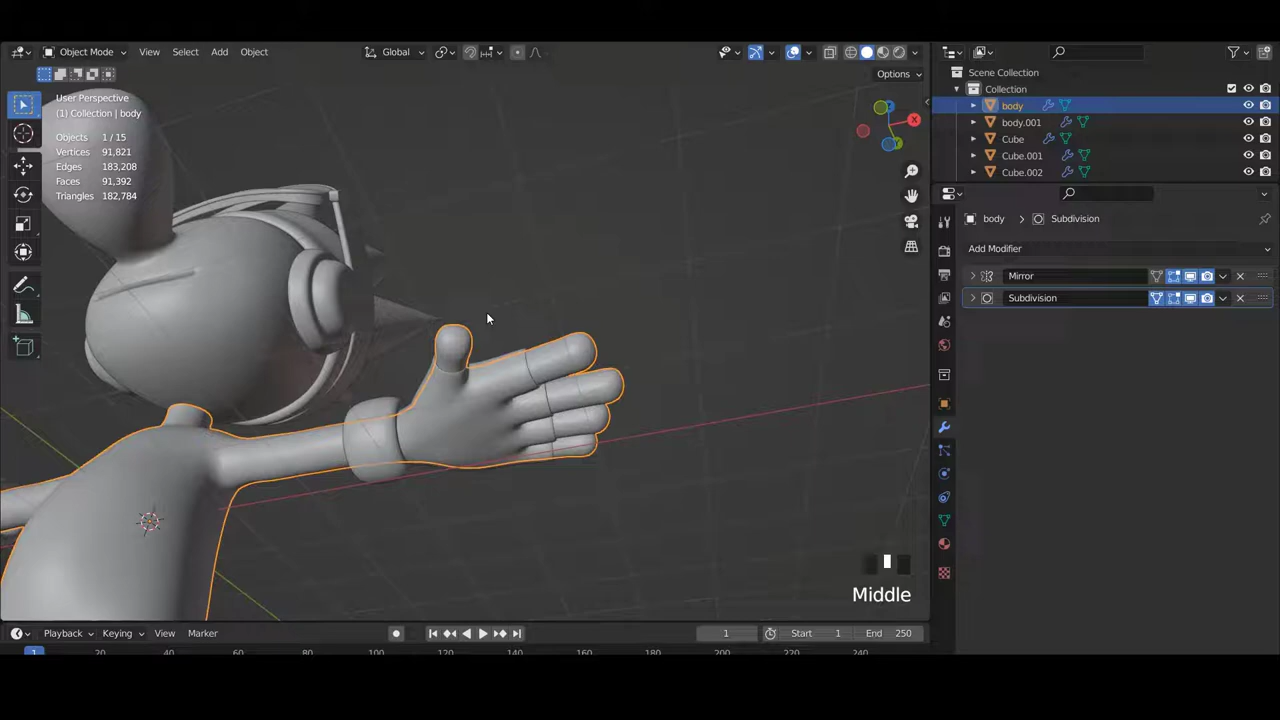 Object Mode View Select Add Object Global
Options
User Perspective
(1) Collection | body
Objects 1 / 15
Vertices 91,821
Edges 183,208
Faces 91,392
Triangles 182,784
X
Middle
Scene Collection
Collection
body
body.001
Cube
Cube.001
Cube.002
body Subdivision
Add Modifier
Mirror
Subdivision
Playback Keying View Marker 1 Start 1 End 250
1 20 40 60 80 100 120 140 160 180 200 220 240